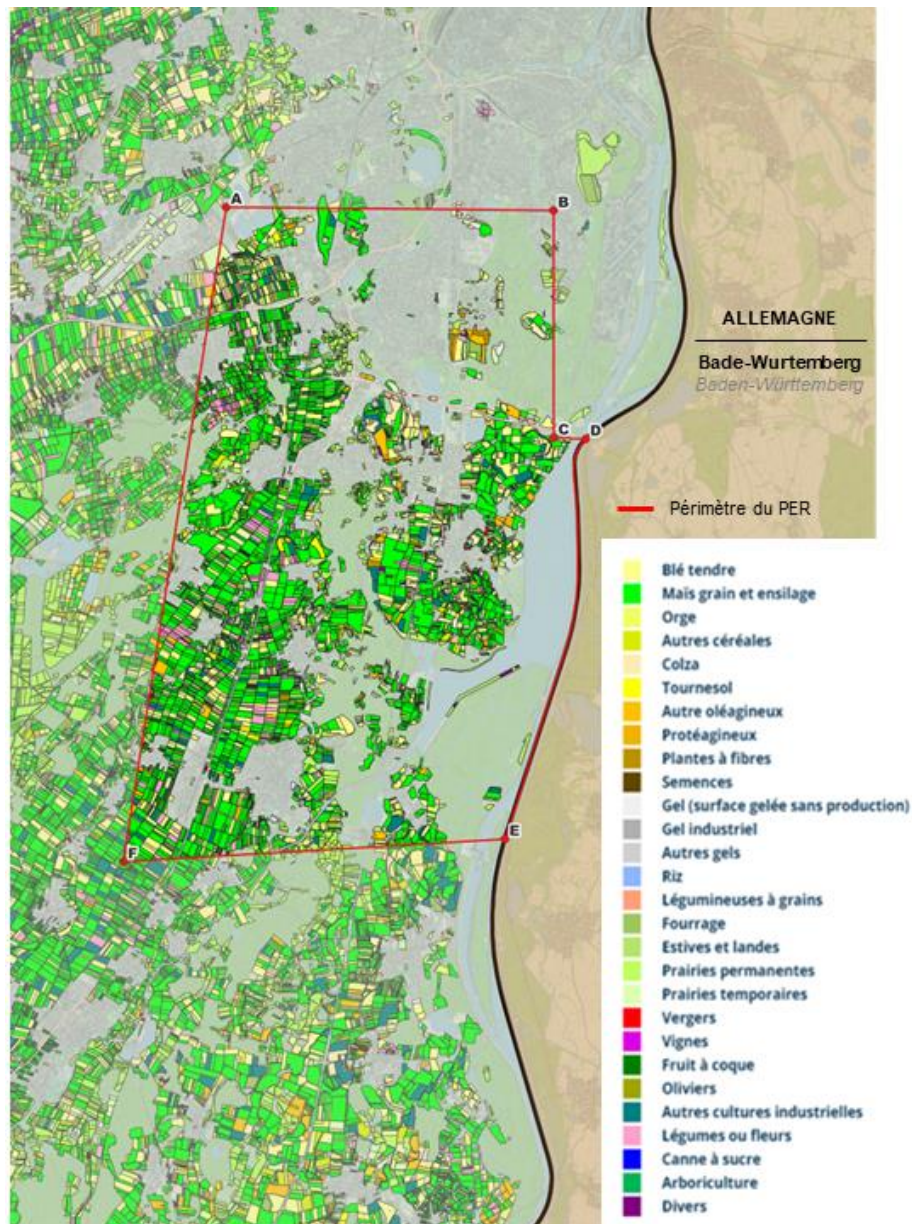 A
B
ALLEMAGNE
Bade-Wurtemberg
Baden-Württemberg
C
D
Périmètre du PER
Blé tendre
Maïs grain et ensilage
Orge
Autres céréales
Colza
Tournesol
Autre oléagineux
Protéagineux
Plantes à fibres
Semences
Gel (surface gelée sans production)
Gel industriel
Autres gels
Riz
Légumineuses à grains
Fourrage
Estives et landes
Prairies permanentes
Prairies temporaires
Vergers
Vignes
Fruit à coque
Oliviers
Autres cultures industrielles
Légumes ou fleurs
Canne à sucre
Arboriculture
Divers
E
F